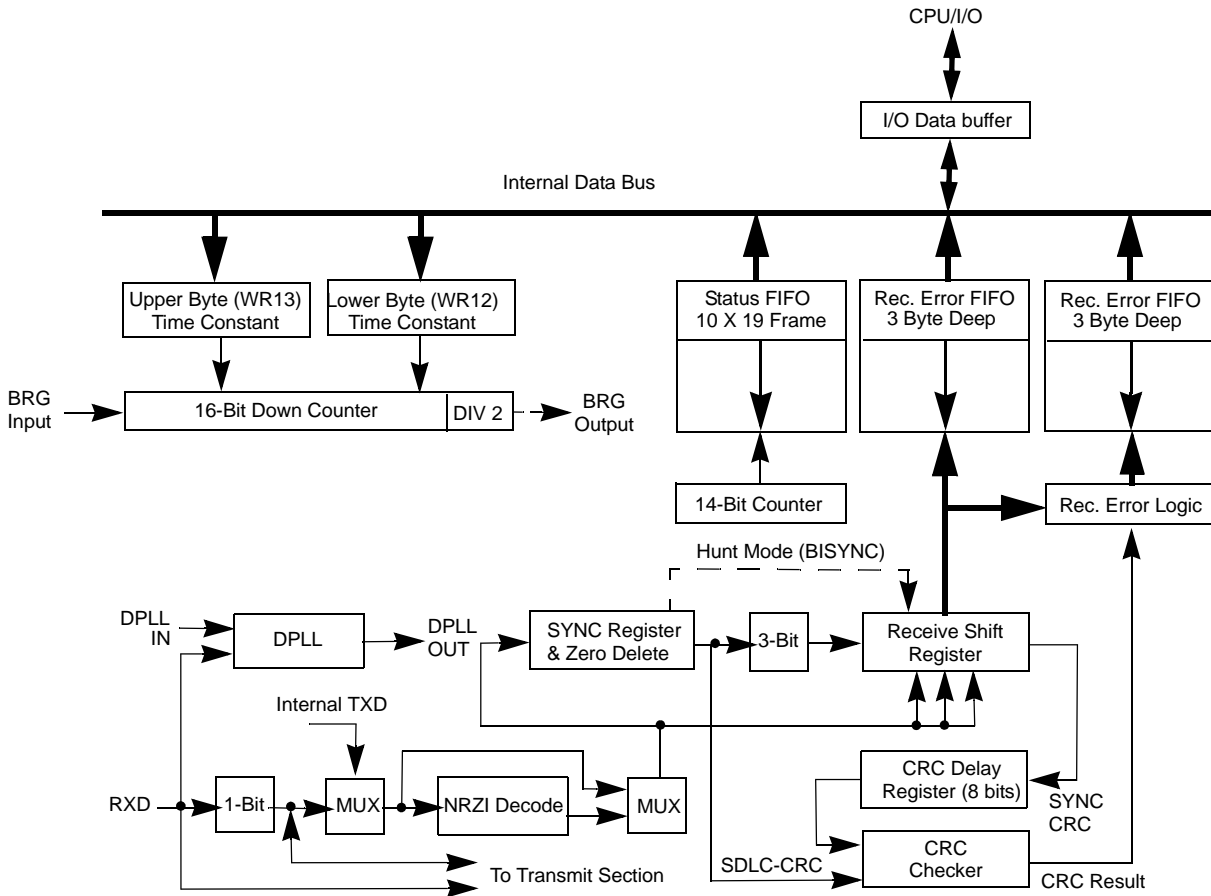 CPU/I/O
I/O Data buffer
Internal Data Bus
Upper Byte (WR13)
Time Constant
Lower Byte (WR12)
Time Constant
Status FIFO
10 X 19 Frame
Rec. Error FIFO
3 Byte Deep
Rec. Error FIFO
3 Byte Deep
BRG
Input
16-Bit Down Counter
DIV 2
BRG
Output
14-Bit Counter
Rec. Error Logic
Hunt Mode (BISYNC)
DPLL
IN
DPLL
DPLL
OUT
SYNC Register
& Zero Delete
3-Bit
Receive Shift
Register
Internal TXD
RXD
1-Bit
MUX
NRZI Decode
MUX
CRC Delay
Register (8 bits)
SYNC
CRC
To Transmit Section
SDLC-CRC
CRC
Checker
CRC Result